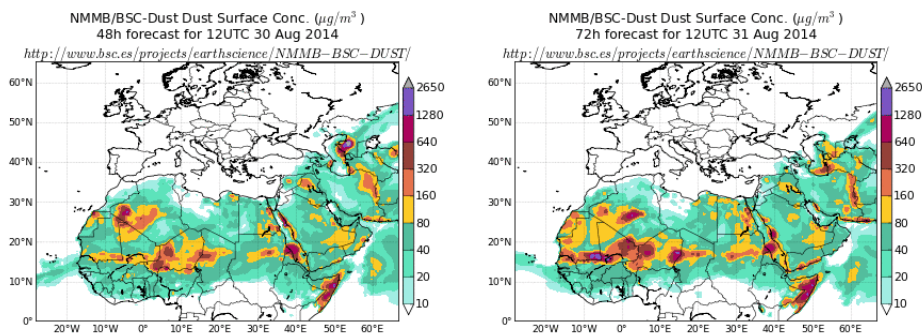 NMMB/BSC-Dust Dust Surface Conc. (μg/m³)
48h forecast for 12UTC 30 Aug 2014
http://www.bsc.es/projects/earthscience/NMMB-BSC-DUST/
60°N
50°N
40°N
30°N
20°N
10°N
0°
20°W
10°W
0°
10°E
20°E
30°E
40°E
50°E
60°E
2650
1280
640
320
160
80
40
20
10
NMMB/BSC-Dust Dust Surface Conc. (μg/m³)
72h forecast for 12UTC 31 Aug 2014
http://www.bsc.es/projects/earthscience/NMMB-BSC-DUST/
60°N
50°N
40°N
30°N
20°N
10°N
0°
20°W
10°W
0°
10°E
20°E
30°E
40°E
50°E
60°E
2650
1280
640
320
160
80
40
20
10